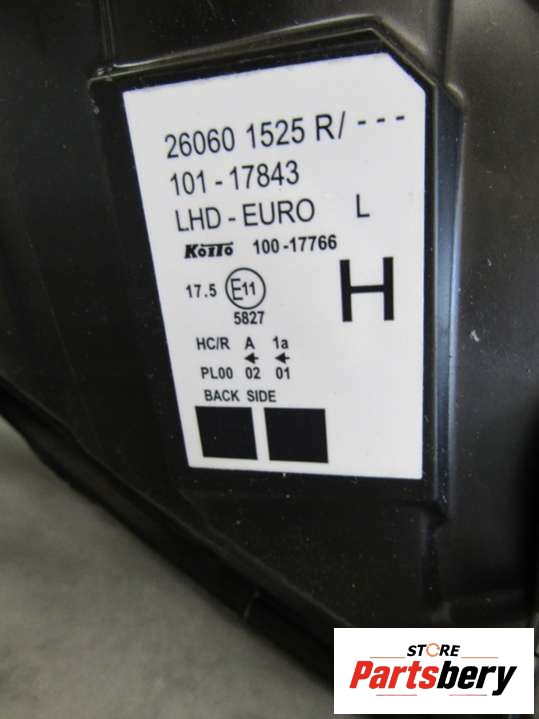 26060 1525 R/ - - -
101 - 17843
LHD - EURO L
KOITO 100-17766
H
17.5 E11
5827
HC/R A 1a
← ←
PL00 02 01
BACK SIDE
STORE
Partsbery